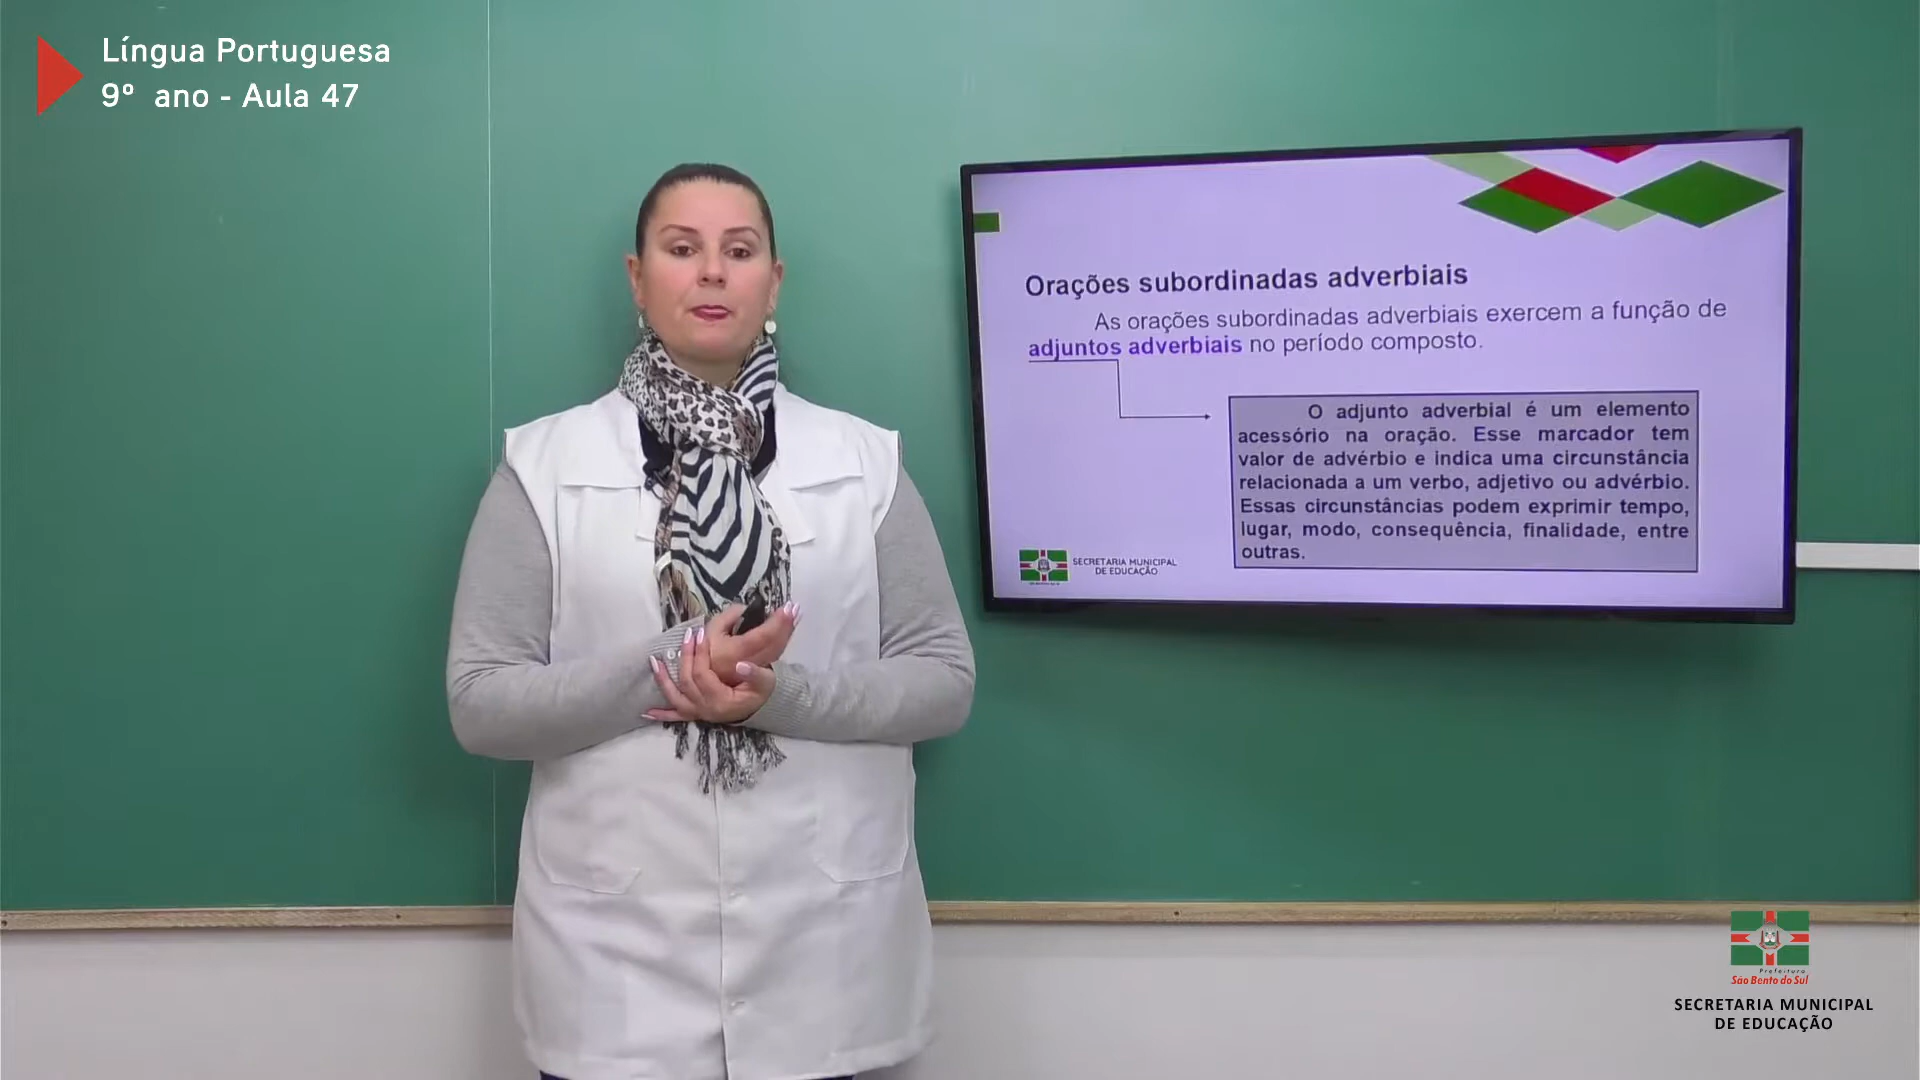 Língua Portuguesa
9º ano - Aula 47
Orações subordinadas adverbiais
As orações subordinadas adverbiais exercem a função de
adjuntos adverbiais no período composto.
O adjunto adverbial é um elemento
acessório na oração. Esse marcador tem
valor de advérbio e indica uma circunstância
relacionada a um verbo, adjetivo ou advérbio.
Essas circunstâncias podem exprimir tempo,
lugar, modo, consequência, finalidade, entre
outras.
SECRETARIA MUNICIPAL
DE EDUCAÇÃO
Prefeitura
São Bento do Sul
SECRETARIA MUNICIPAL
DE EDUCAÇÃO